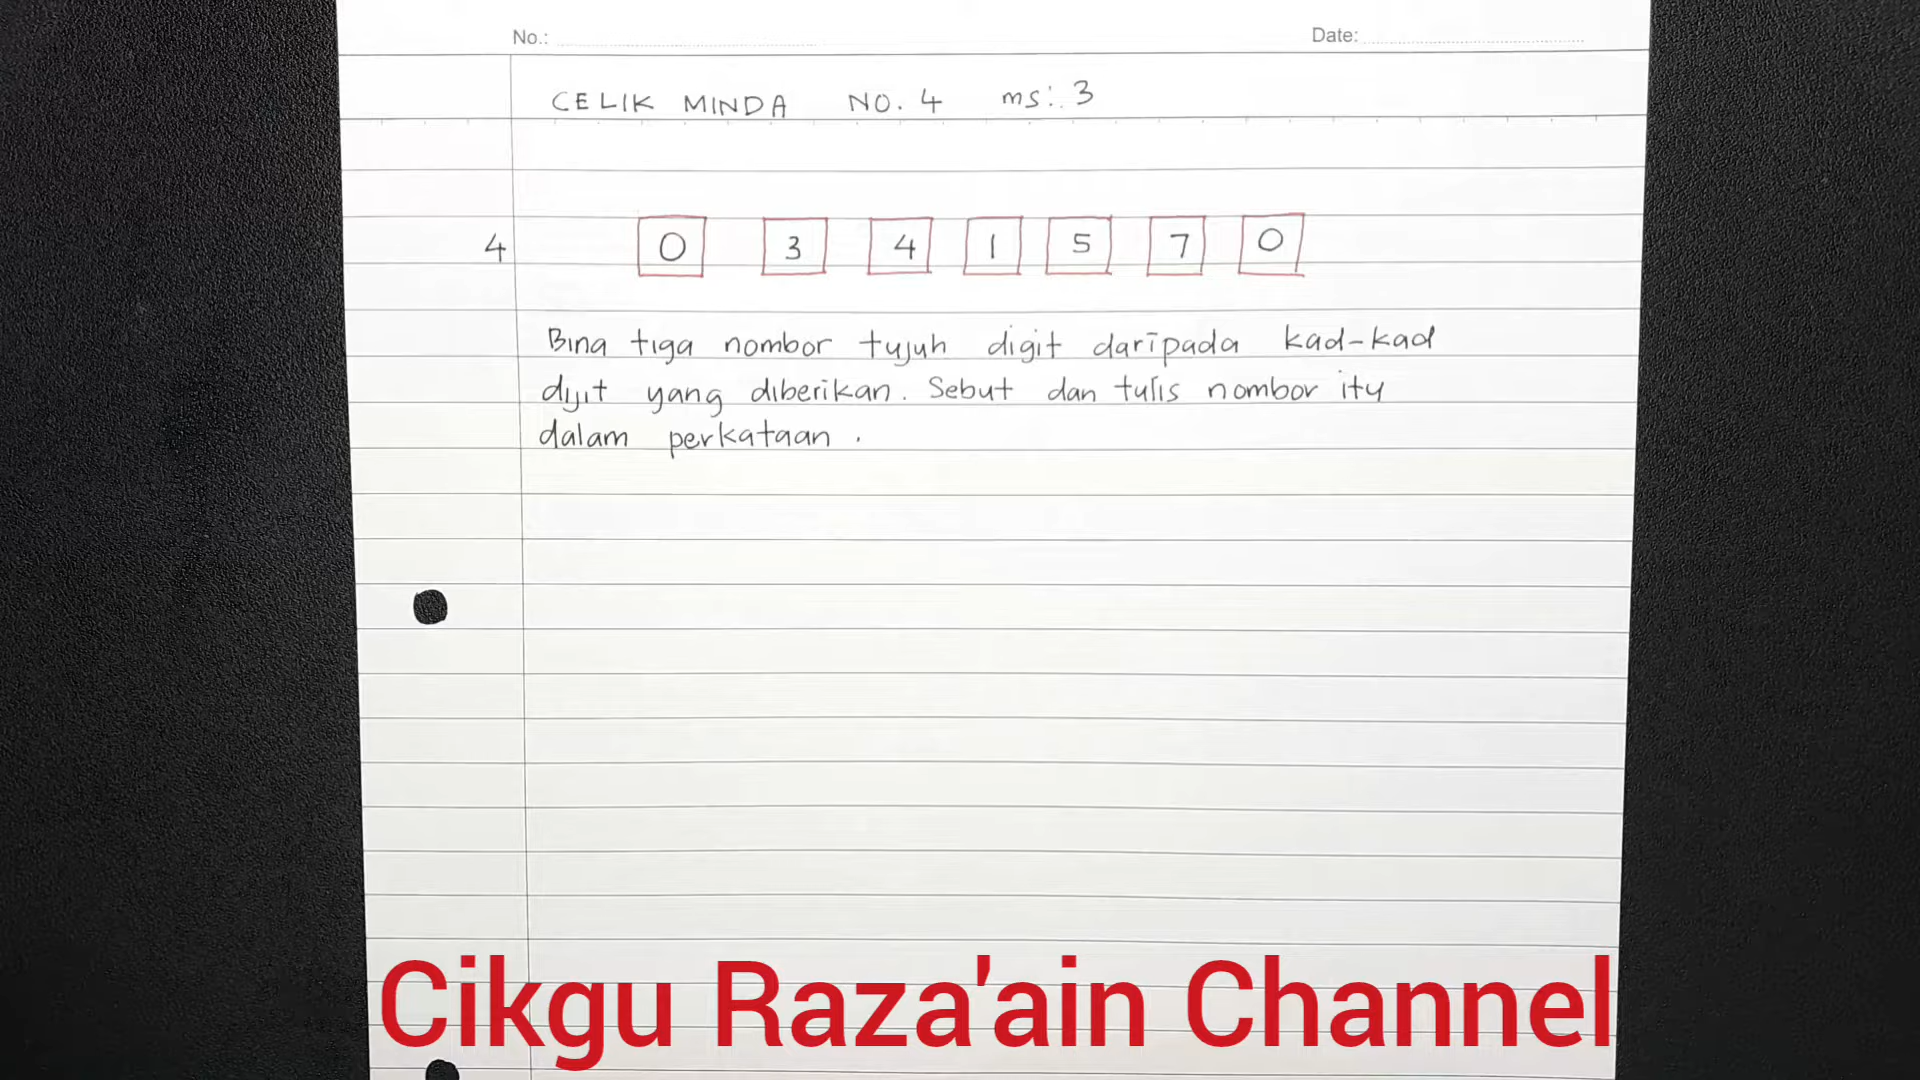 No.: Date:
CELIK MINDA NO. 4 ms: 3
4 0 3 4 1 5 7 0
Bina tiga nombor tujuh digit daripada kad-kad
dijit yang diberikan. Sebut dan tulis nombor itu
dalam perkataan.
Cikgu Raza'ain Channel